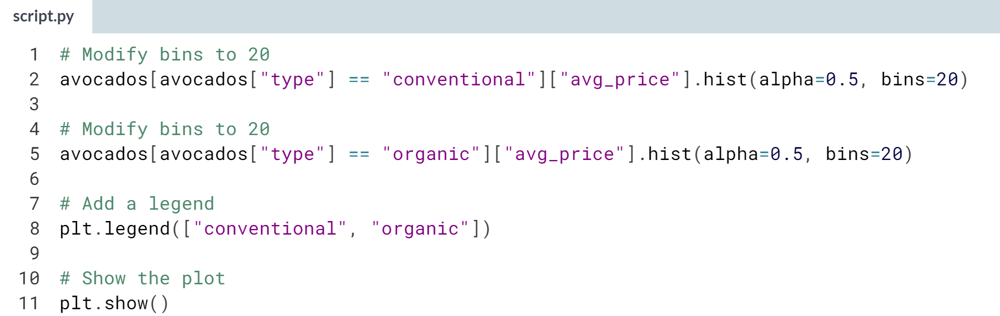 script.py
1 # Modify bins to 20
2 avocados[avocados["type"] == "conventional"]["avg_price"].hist(alpha=0.5, bins=20)
3
4 # Modify bins to 20
5 avocados[avocados["type"] == "organic"]["avg_price"].hist(alpha=0.5, bins=20)
6
7 # Add a legend
8 plt.legend(["conventional", "organic"])
9
10 # Show the plot
11 plt.show()